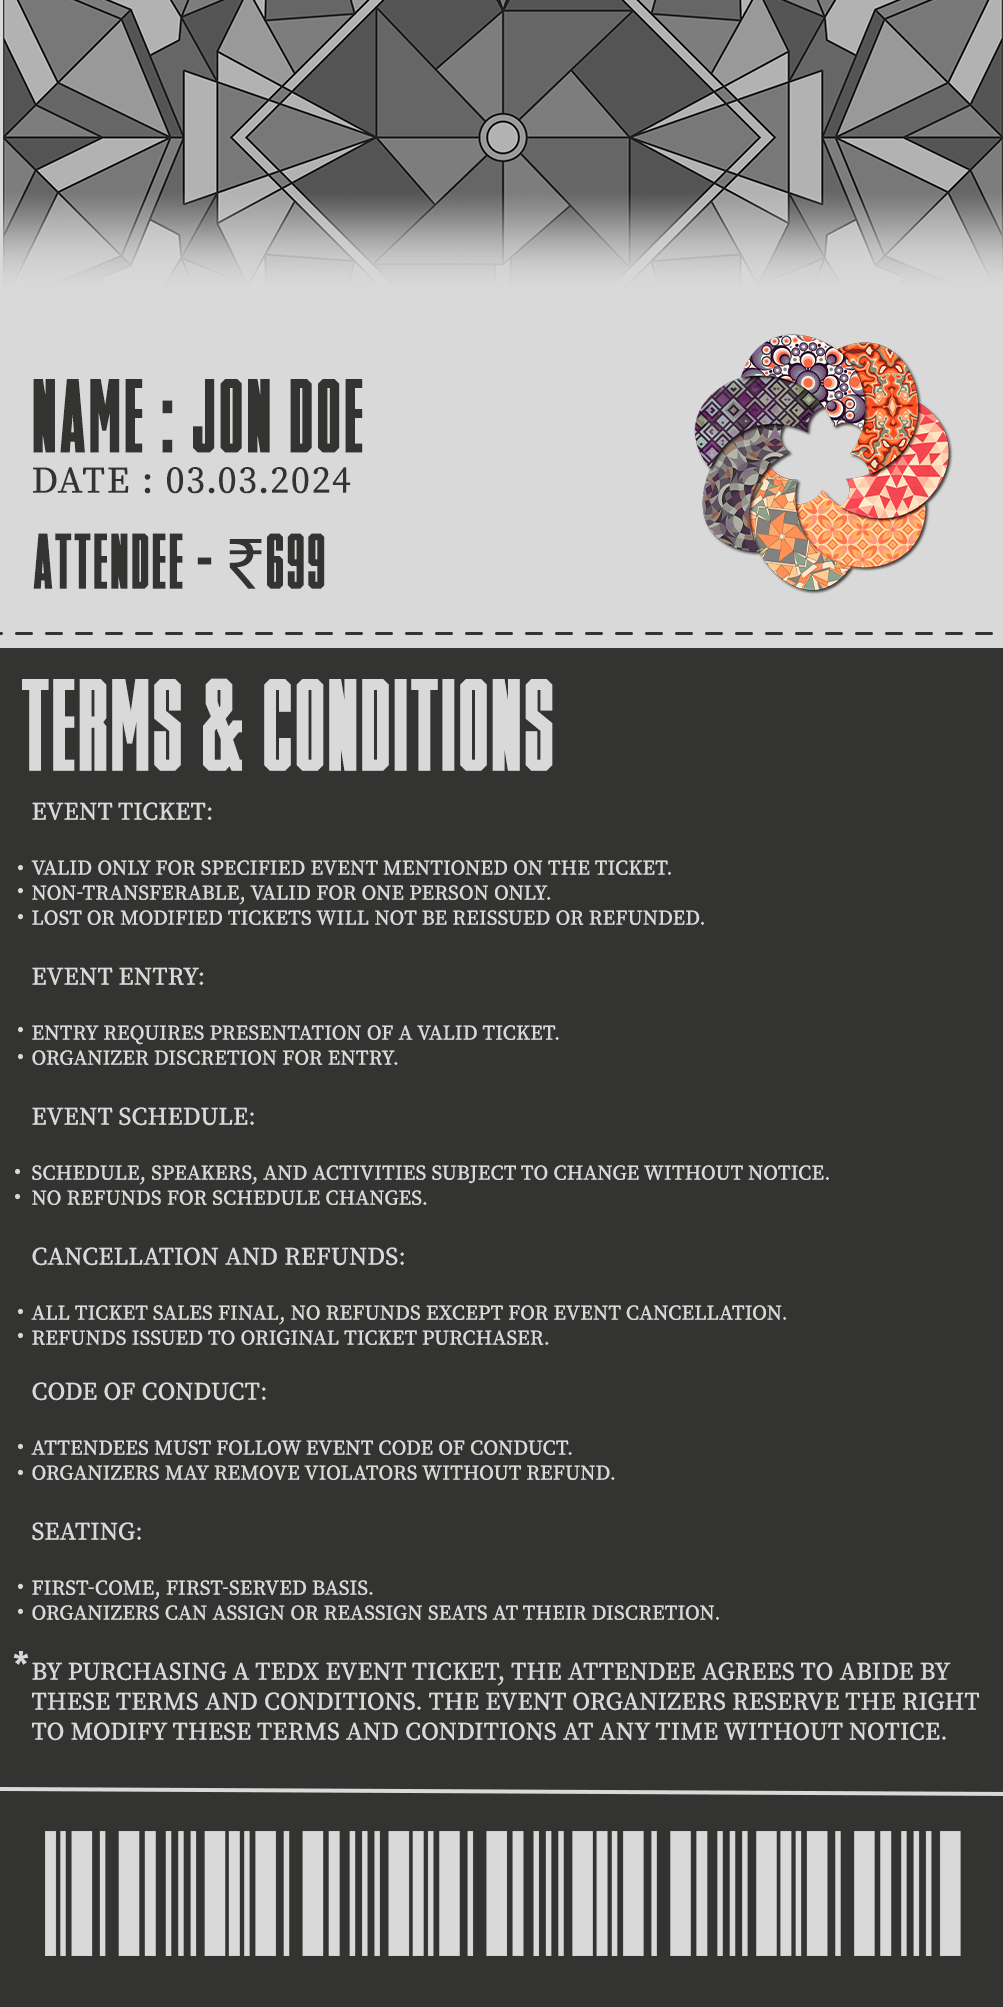 NAME : JON DOE
DATE : 03.03.2024
ATTENDEE - ₹699
TERMS & CONDITIONS
EVENT TICKET:
• VALID ONLY FOR SPECIFIED EVENT MENTIONED ON THE TICKET.
• NON-TRANSFERABLE, VALID FOR ONE PERSON ONLY.
• LOST OR MODIFIED TICKETS WILL NOT BE REISSUED OR REFUNDED.
EVENT ENTRY:
• ENTRY REQUIRES PRESENTATION OF A VALID TICKET.
• ORGANIZER DISCRETION FOR ENTRY.
EVENT SCHEDULE:
• SCHEDULE, SPEAKERS, AND ACTIVITIES SUBJECT TO CHANGE WITHOUT NOTICE.
• NO REFUNDS FOR SCHEDULE CHANGES.
CANCELLATION AND REFUNDS:
• ALL TICKET SALES FINAL, NO REFUNDS EXCEPT FOR EVENT CANCELLATION.
• REFUNDS ISSUED TO ORIGINAL TICKET PURCHASER.
CODE OF CONDUCT:
• ATTENDEES MUST FOLLOW EVENT CODE OF CONDUCT.
• ORGANIZERS MAY REMOVE VIOLATORS WITHOUT REFUND.
SEATING:
• FIRST-COME, FIRST-SERVED BASIS.
• ORGANIZERS CAN ASSIGN OR REASSIGN SEATS AT THEIR DISCRETION.
* BY PURCHASING A TEDX EVENT TICKET, THE ATTENDEE AGREES TO ABIDE BY
THESE TERMS AND CONDITIONS. THE EVENT ORGANIZERS RESERVE THE RIGHT
TO MODIFY THESE TERMS AND CONDITIONS AT ANY TIME WITHOUT NOTICE.